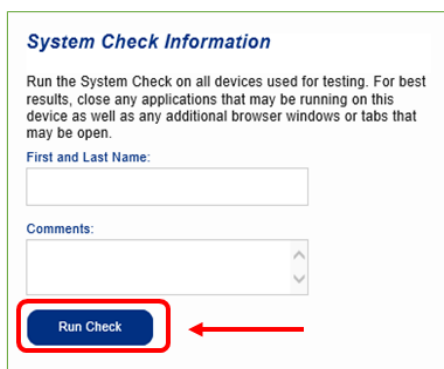 System Check Information
Run the System Check on all devices used for testing. For best
results, close any applications that may be running on this
device as well as any additional browser windows or tabs that
may be open.
First and Last Name:
Comments:
Run Check